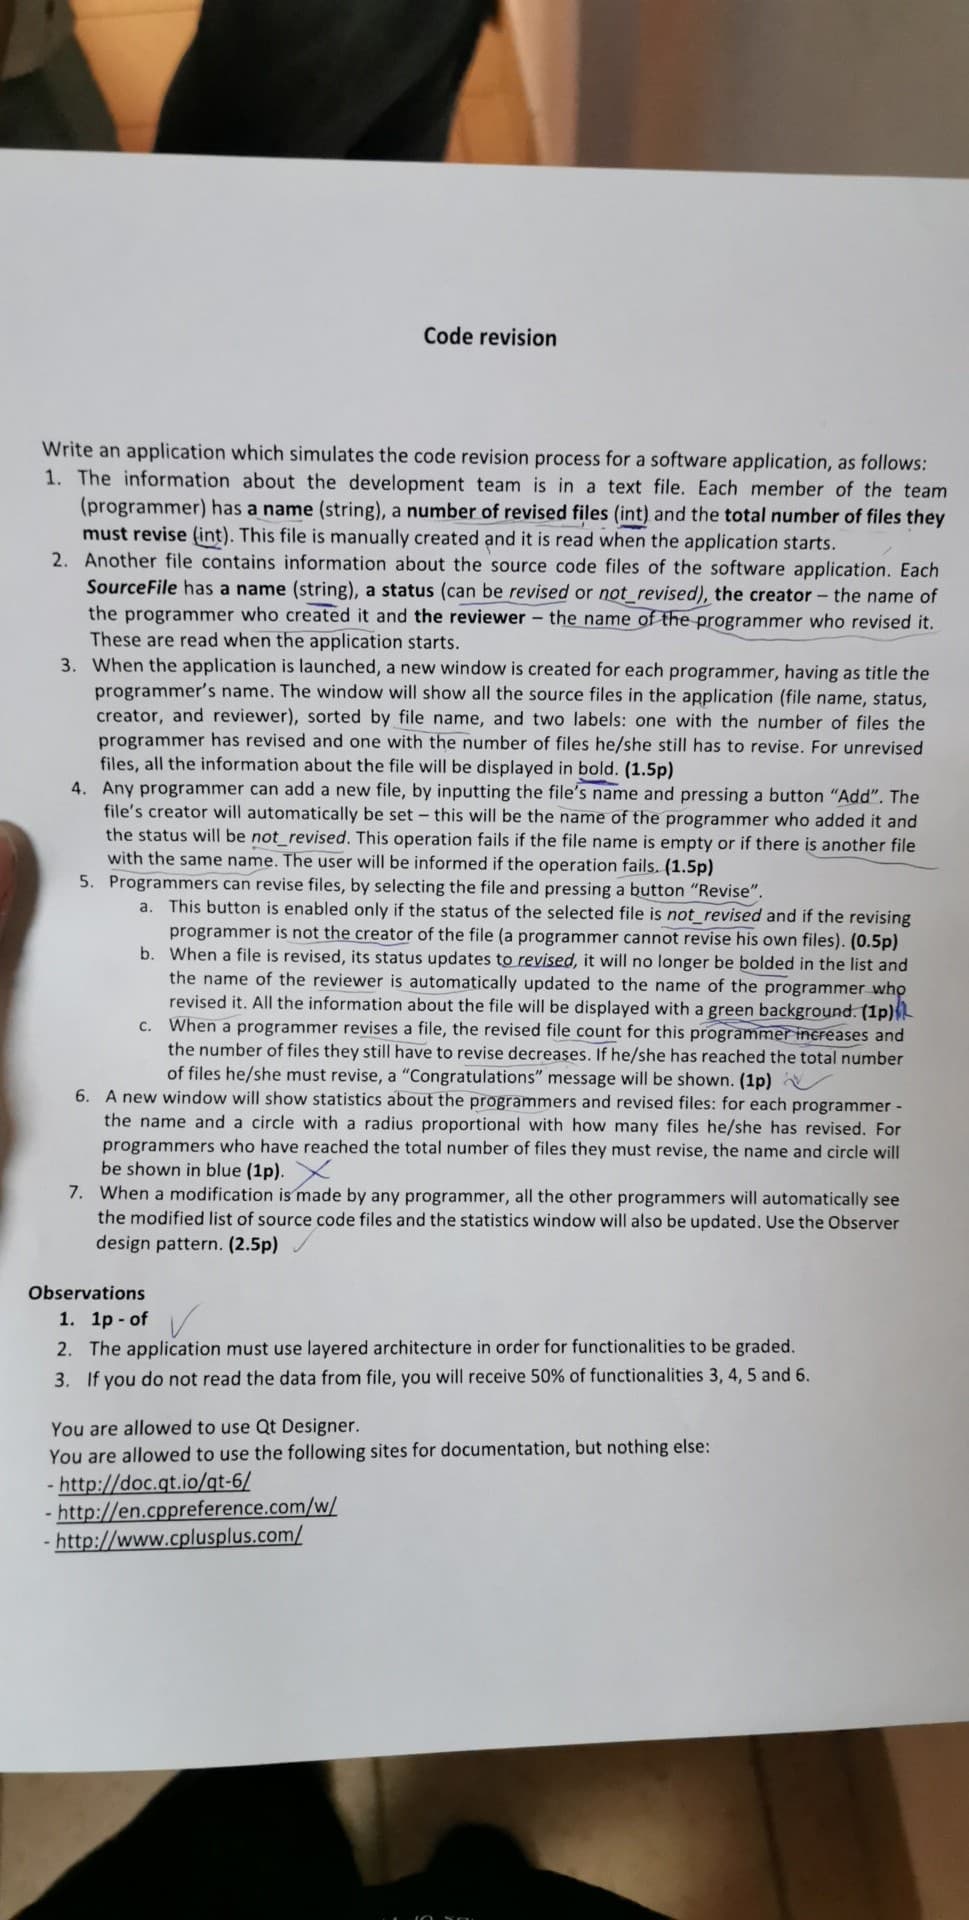 Code revision
Write an application which simulates the code revision process for a software application, as follows:
1. The information about the development team is in a text file. Each member of the team
(programmer) has a name (string), a number of revised files (int) and the total number of files they
must revise (int). This file is manually created and it is read when the application starts.
2. Another file contains information about the source code files of the software application. Each
SourceFile has a name (string), a status (can be revised or not_revised), the creator – the name of
the programmer who created it and the reviewer – the name of the programmer who revised it.
These are read when the application starts.
3. When the application is launched, a new window is created for each programmer, having as title the
programmer's name. The window will show all the source files in the application (file name, status,
creator, and reviewer), sorted by file name, and two labels: one with the number of files the
programmer has revised and one with the number of files he/she still has to revise. For unrevised
files, all the information about the file will be displayed in bold. (1.5p)
4. Any programmer can add a new file, by inputting the file's name and pressing a button “Add”. The
file's creator will automatically be set – this will be the name of the programmer who added it and
the status will be not_revised. This operation fails if the file name is empty or if there is another file
with the same name. The user will be informed if the operation fails. (1.5p)
5. Programmers can revise files, by selecting the file and pressing a button “Revise”.
a. This button is enabled only if the status of the selected file is not_revised and if the revising
programmer is not the creator of the file (a programmer cannot revise his own files). (0.5p)
b. When a file is revised, its status updates to revised, it will no longer be bolded in the list and
the name of the reviewer is automatically updated to the name of the programmer who
revised it. All the information about the file will be displayed with a green background. (1p)
c. When a programmer revises a file, the revised file count for this programmer increases and
the number of files they still have to revise decreases. If he/she has reached the total number
of files he/she must revise, a “Congratulations” message will be shown. (1p)
6. A new window will show statistics about the programmers and revised files: for each programmer -
the name and a circle with a radius proportional with how many files he/she has revised. For
programmers who have reached the total number of files they must revise, the name and circle will
be shown in blue (1p).
7. When a modification is made by any programmer, all the other programmers will automatically see
the modified list of source code files and the statistics window will also be updated. Use the Observer
design pattern. (2.5p)
Observations
1. 1p - of
2. The application must use layered architecture in order for functionalities to be graded.
3. If you do not read the data from file, you will receive 50% of functionalities 3, 4, 5 and 6.
You are allowed to use Qt Designer.
You are allowed to use the following sites for documentation, but nothing else:
- http://doc.qt.io/qt-6/
- http://en.cppreference.com/w/
- http://www.cplusplus.com/